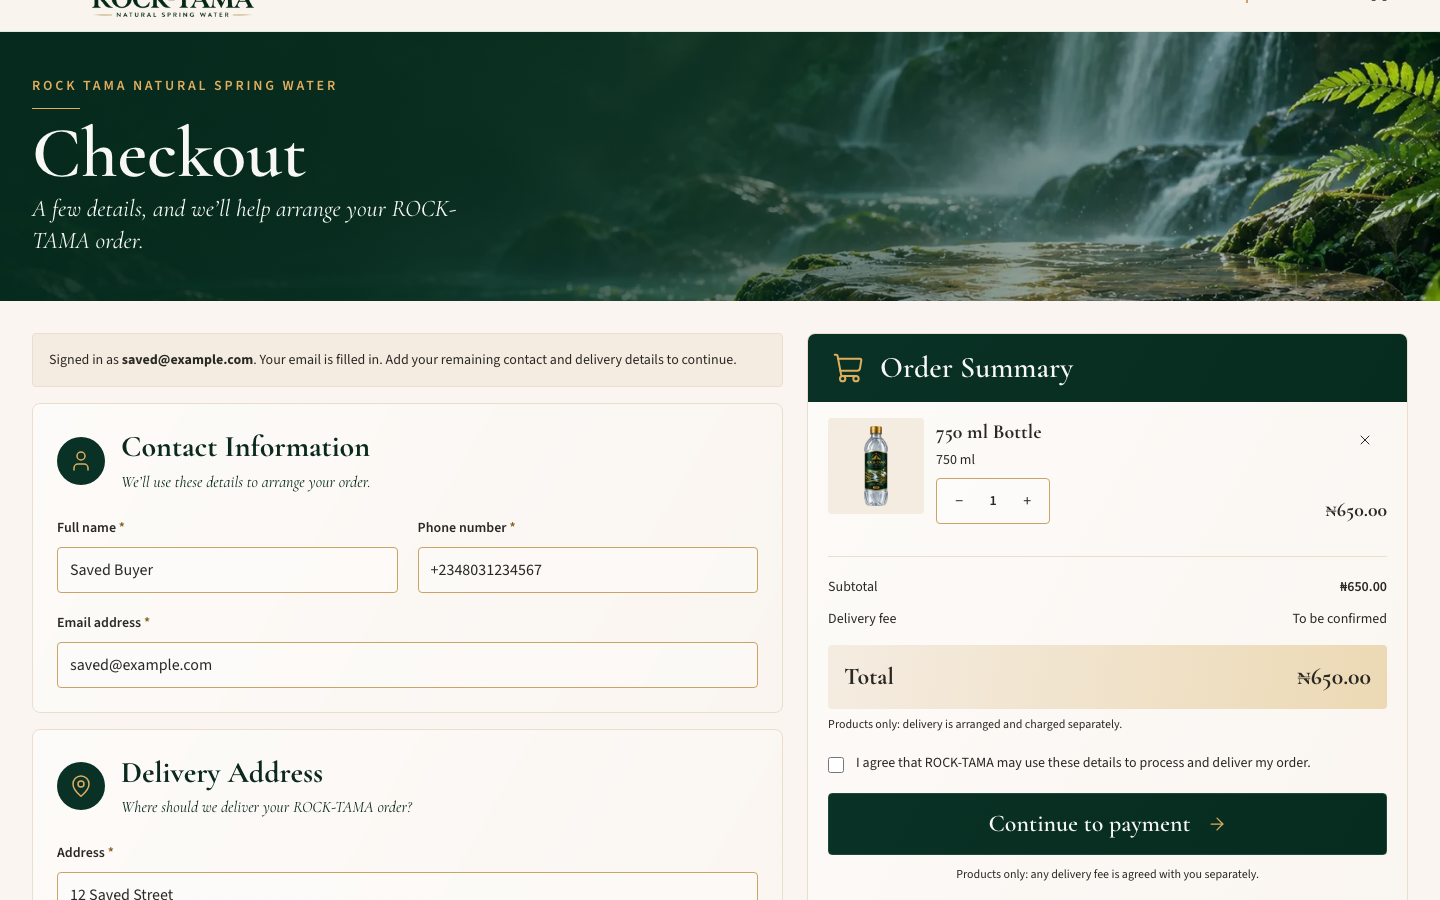 ROCK-TAMA
NATURAL SPRING WATER
ROCK TAMA NATURAL SPRING WATER
Checkout
A few details, and we’ll help arrange your ROCK-
TAMA order.
Signed in as saved@example.com. Your email is filled in. Add your remaining contact and delivery details to continue.
Contact Information
We’ll use these details to arrange your order.
Full name *
Phone number *
Saved Buyer
+2348031234567
Email address *
saved@example.com
Delivery Address
Where should we deliver your ROCK-TAMA order?
Address *
12 Saved Street
Order Summary
750 ml Bottle
750 ml
− 1 +
₦650.00
Subtotal ₦650.00
Delivery fee To be confirmed
Total ₦650.00
Products only: delivery is arranged and charged separately.
I agree that ROCK-TAMA may use these details to process and deliver my order.
Continue to payment →
Products only: any delivery fee is agreed with you separately.